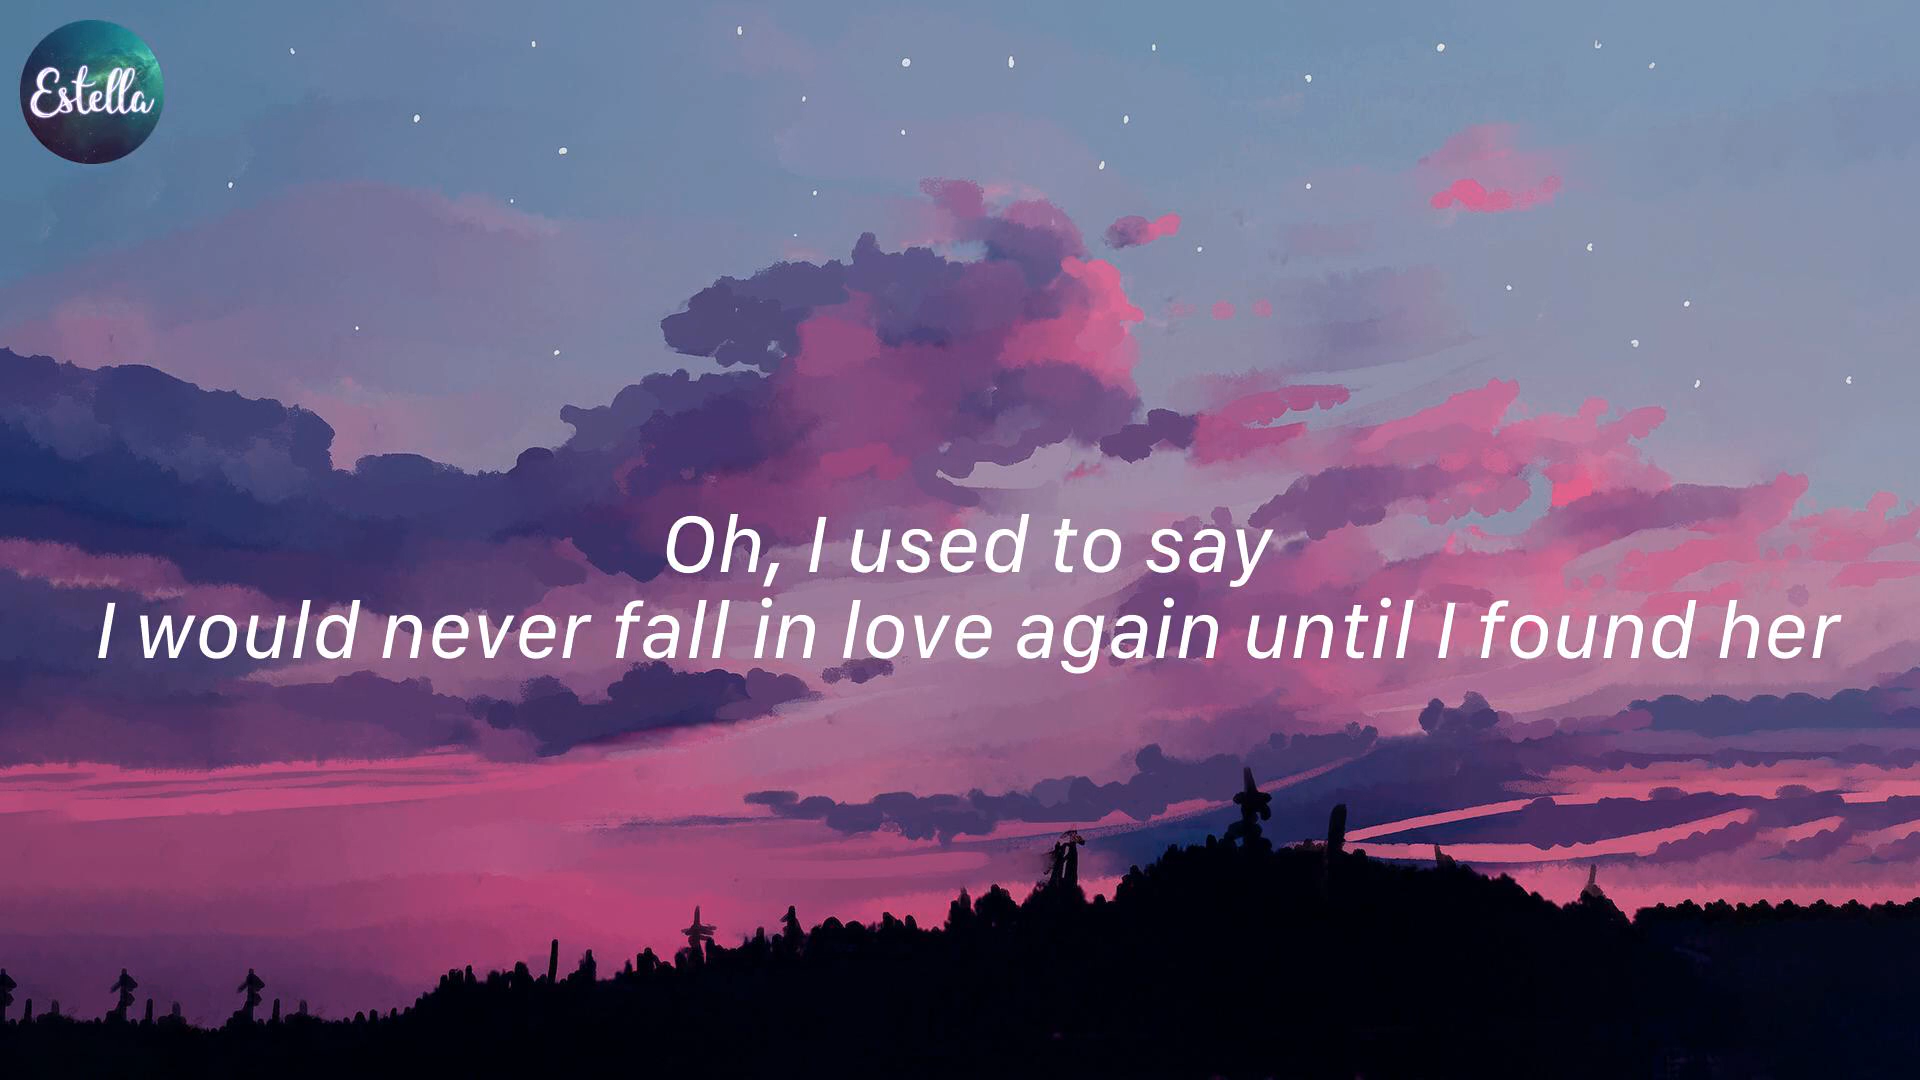 Estella
Oh, I used to say
I would never fall in love again until I found her